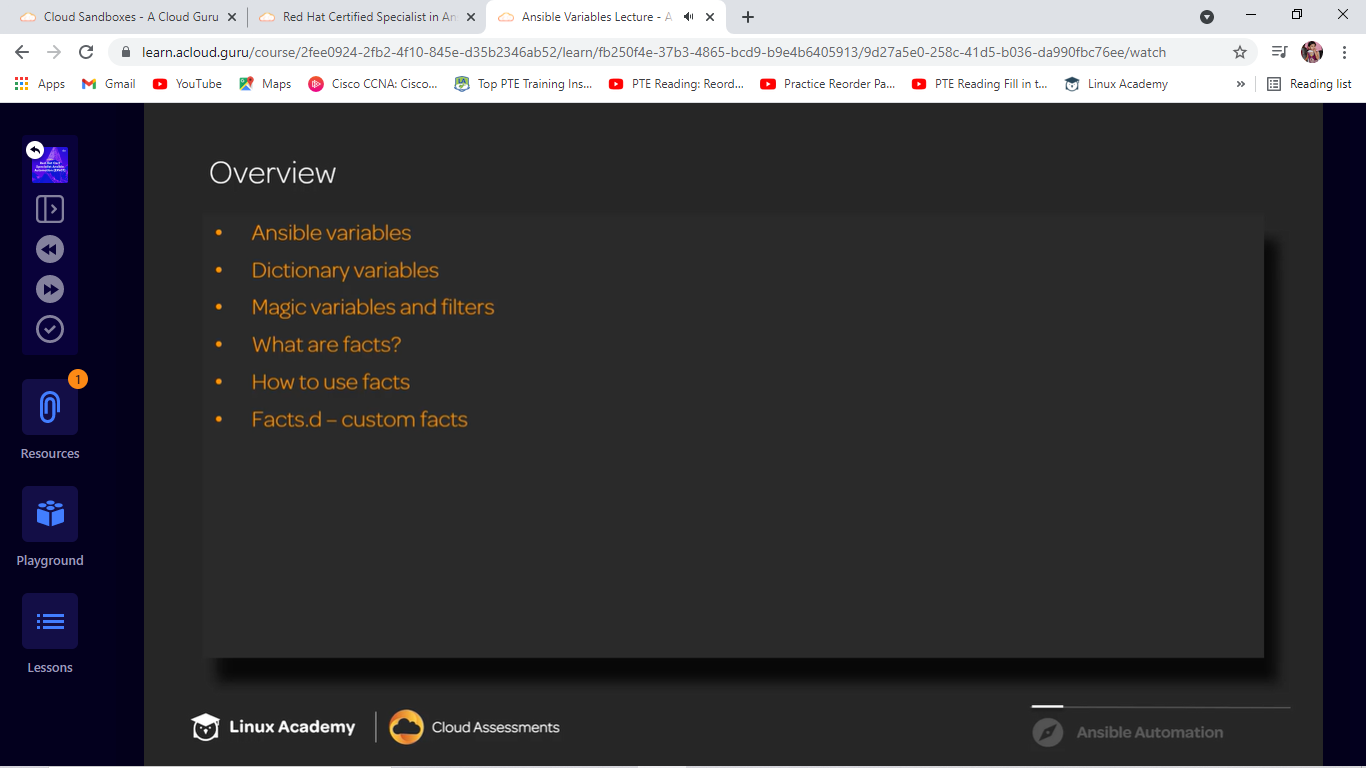 Cloud Sandboxes - A Cloud Guru
Red Hat Certified Specialist in An
Ansible Variables Lecture - A
learn.acloud.guru/course/2fee0924-2fb2-4f10-845e-d35b2346ab52/learn/fb250f4e-37b3-4865-bcd9-b9e4b6405913/9d27a5e0-258c-41d5-b036-da990fbc76ee/watch
Apps
Gmail
YouTube
Maps
Cisco CCNA: Cisco...
Top PTE Training Ins...
PTE Reading: Reord...
Practice Reorder Pa...
PTE Reading Fill in t...
Linux Academy
»
Reading list
Overview
• Ansible variables
• Dictionary variables
• Magic variables and filters
• What are facts?
• How to use facts
• Facts.d – custom facts
1
Resources
Playground
Lessons
Linux Academy
Cloud Assessments
Ansible Automation